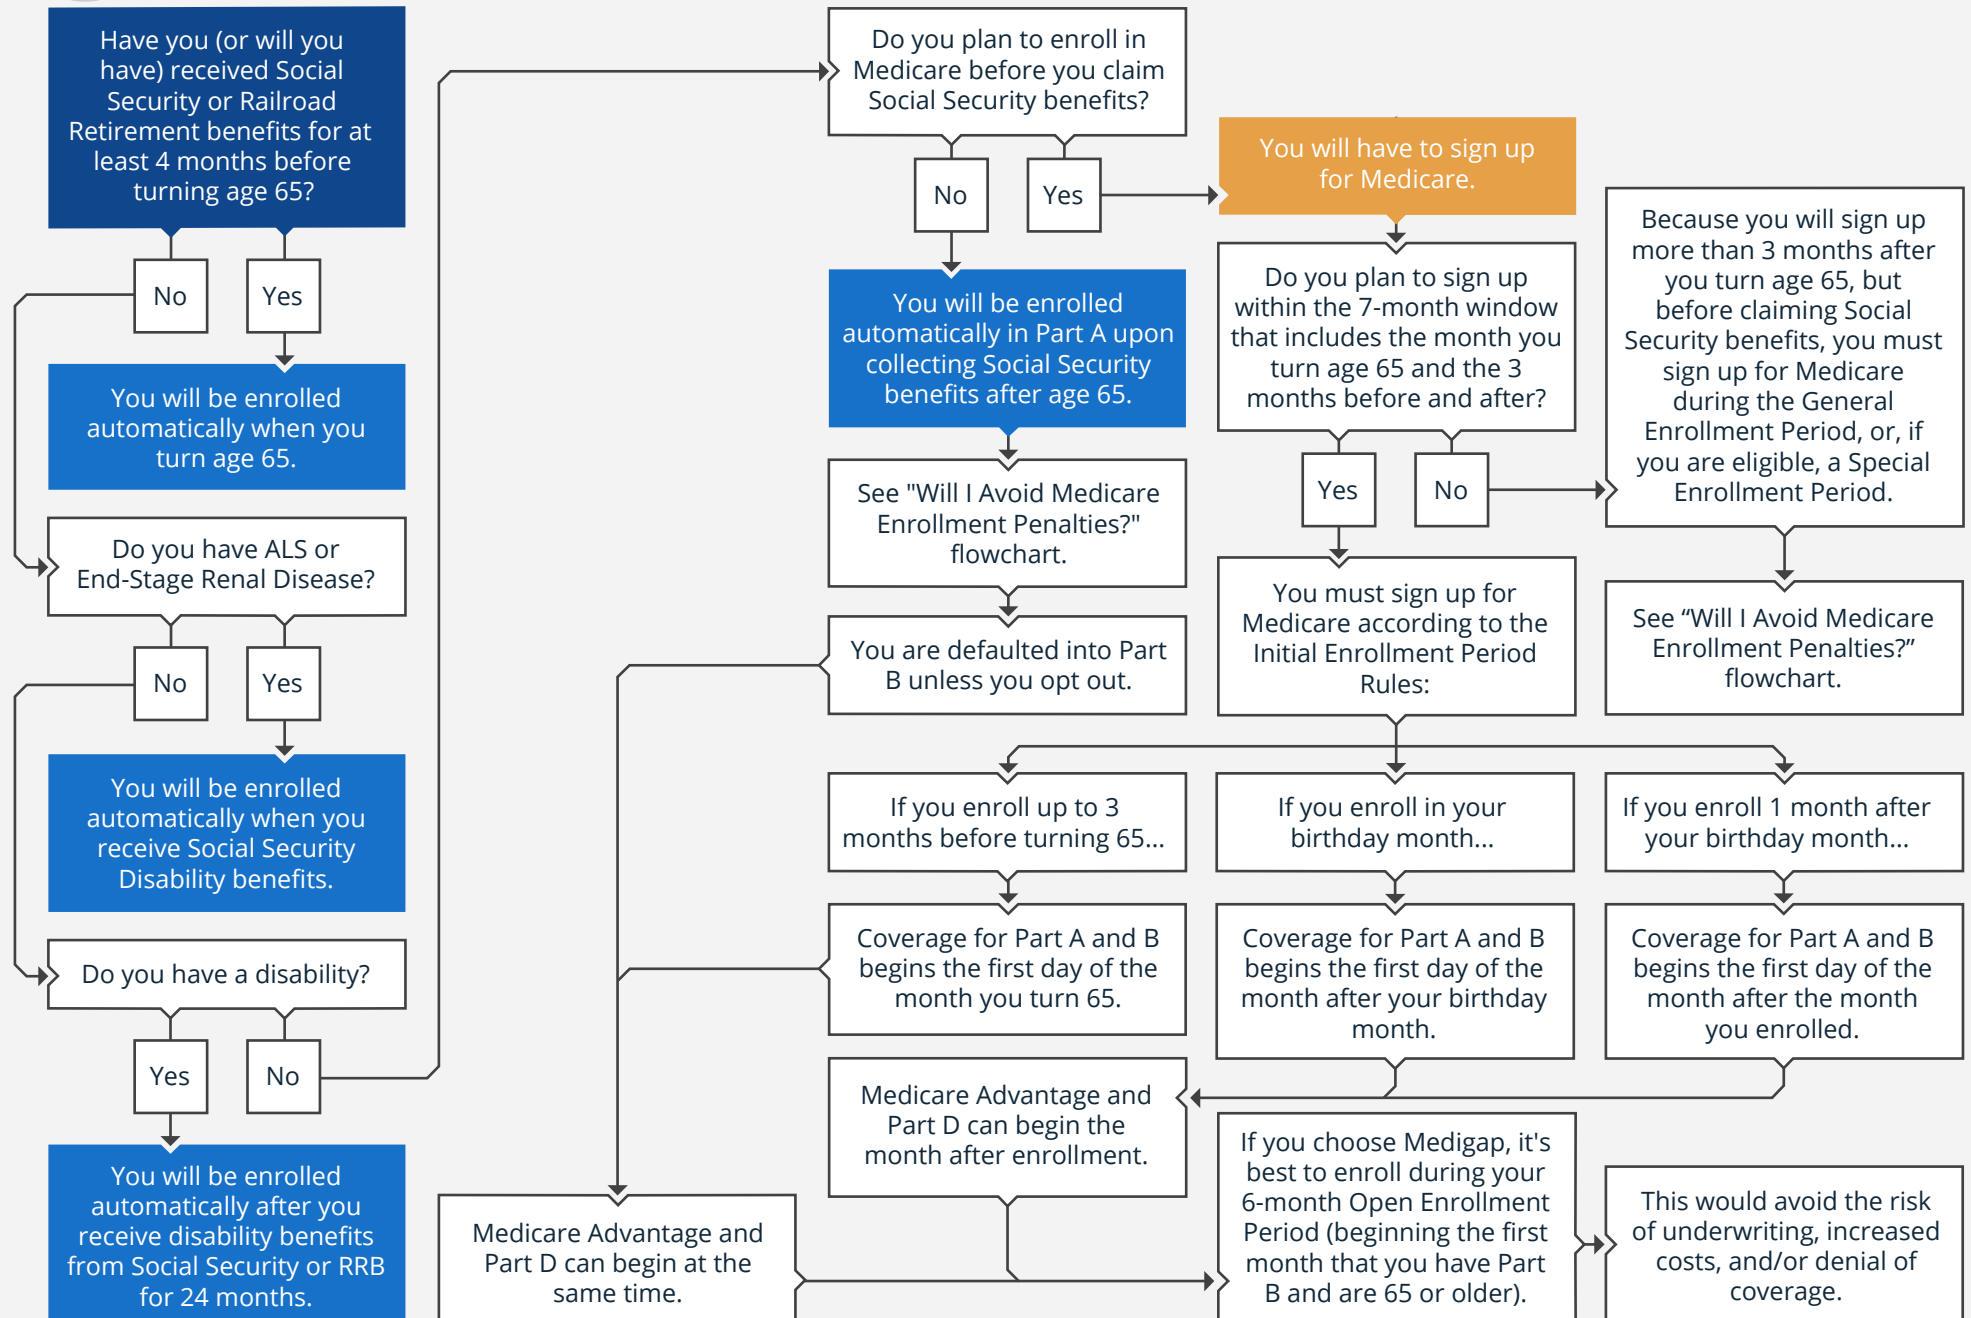 Have you (or will you
have) received Social
Security or Railroad
Retirement benefits for at
least 4 months before
turning age 65?
No
Yes
You will be enrolled
automatically when you
turn age 65.
Do you have ALS or
End-Stage Renal Disease?
No
Yes
You will be enrolled
automatically when you
receive Social Security
Disability benefits.
Do you have a disability?
Yes
No
You will be enrolled
automatically after you
receive disability benefits
from Social Security or RRB
for 24 months.
Do you plan to enroll in
Medicare before you claim
Social Security benefits?
No
Yes
You will be enrolled
automatically in Part A upon
collecting Social Security
benefits after age 65.
See "Will I Avoid Medicare
Enrollment Penalties?"
flowchart.
You are defaulted into Part
B unless you opt out.
You will have to sign up
for Medicare.
Do you plan to sign up
within the 7-month window
that includes the month you
turn age 65 and the 3
months before and after?
Yes
No
Because you will sign up
more than 3 months after
you turn age 65, but
before claiming Social
Security benefits, you must
sign up for Medicare
during the General
Enrollment Period, or, if
you are eligible, a Special
Enrollment Period.
See “Will I Avoid Medicare
Enrollment Penalties?”
flowchart.
You must sign up for
Medicare according to the
Initial Enrollment Period
Rules:
If you enroll up to 3
months before turning 65...
Coverage for Part A and B
begins the first day of the
month you turn 65.
If you enroll in your
birthday month...
Coverage for Part A and B
begins the first day of the
month after your birthday
month.
If you enroll 1 month after
your birthday month...
Coverage for Part A and B
begins the first day of the
month after the month
you enrolled.
Medicare Advantage and
Part D can begin the
month after enrollment.
Medicare Advantage and
Part D can begin at the
same time.
If you choose Medigap, it's
best to enroll during your
6-month Open Enrollment
Period (beginning the first
month that you have Part
B and are 65 or older).
This would avoid the risk
of underwriting, increased
costs, and/or denial of
coverage.